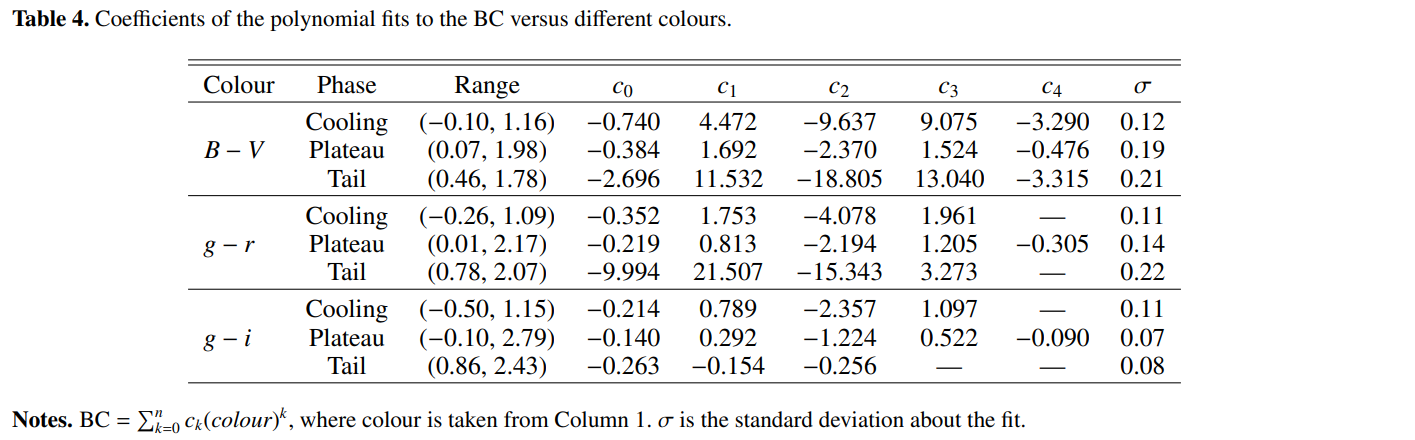 Table 4. Coefficients of the polynomial fits to the BC versus different colours.
Colour Phase Range c0 c1 c2 c3 c4 σ
Cooling (−0.10, 1.16) −0.740 4.472 −9.637 9.075 −3.290 0.12
B − V Plateau (0.07, 1.98) −0.384 1.692 −2.370 1.524 −0.476 0.19
Tail (0.46, 1.78) −2.696 11.532 −18.805 13.040 −3.315 0.21
Cooling (−0.26, 1.09) −0.352 1.753 −4.078 1.961 — 0.11
g − r Plateau (0.01, 2.17) −0.219 0.813 −2.194 1.205 −0.305 0.14
Tail (0.78, 2.07) −9.994 21.507 −15.343 3.273 — 0.22
Cooling (−0.50, 1.15) −0.214 0.789 −2.357 1.097 — 0.11
g − i Plateau (−0.10, 2.79) −0.140 0.292 −1.224 0.522 −0.090 0.07
Tail (0.86, 2.43) −0.263 −0.154 −0.256 — — 0.08
Notes. BC = ∑ⁿₖ₌₀ cₖ(colour)ᵏ, where colour is taken from Column 1. σ is the standard deviation about the fit.